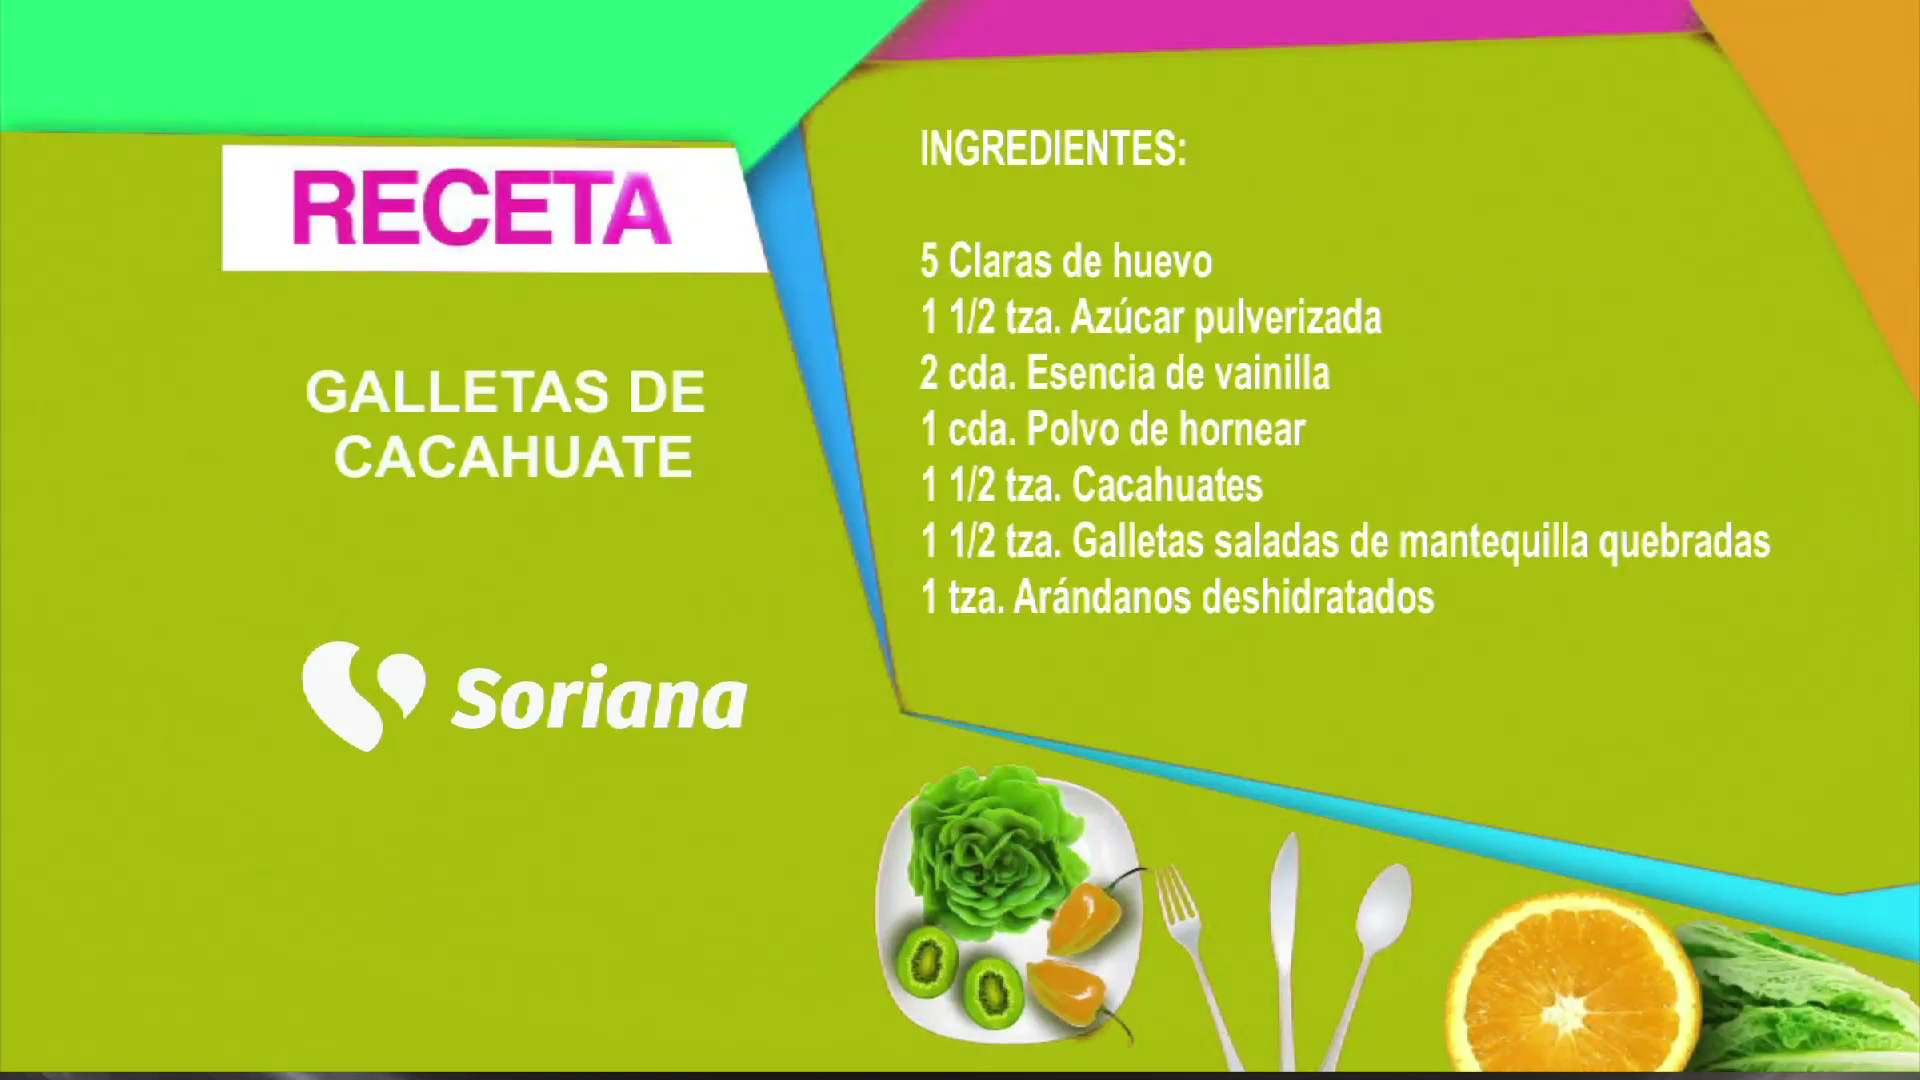 RECETA
GALLETAS DE
CACAHUATE
Soriana
INGREDIENTES:
5 Claras de huevo
1 1/2 tza. Azúcar pulverizada
2 cda. Esencia de vainilla
1 cda. Polvo de hornear
1 1/2 tza. Cacahuates
1 1/2 tza. Galletas saladas de mantequilla quebradas
1 tza. Arándanos deshidratados